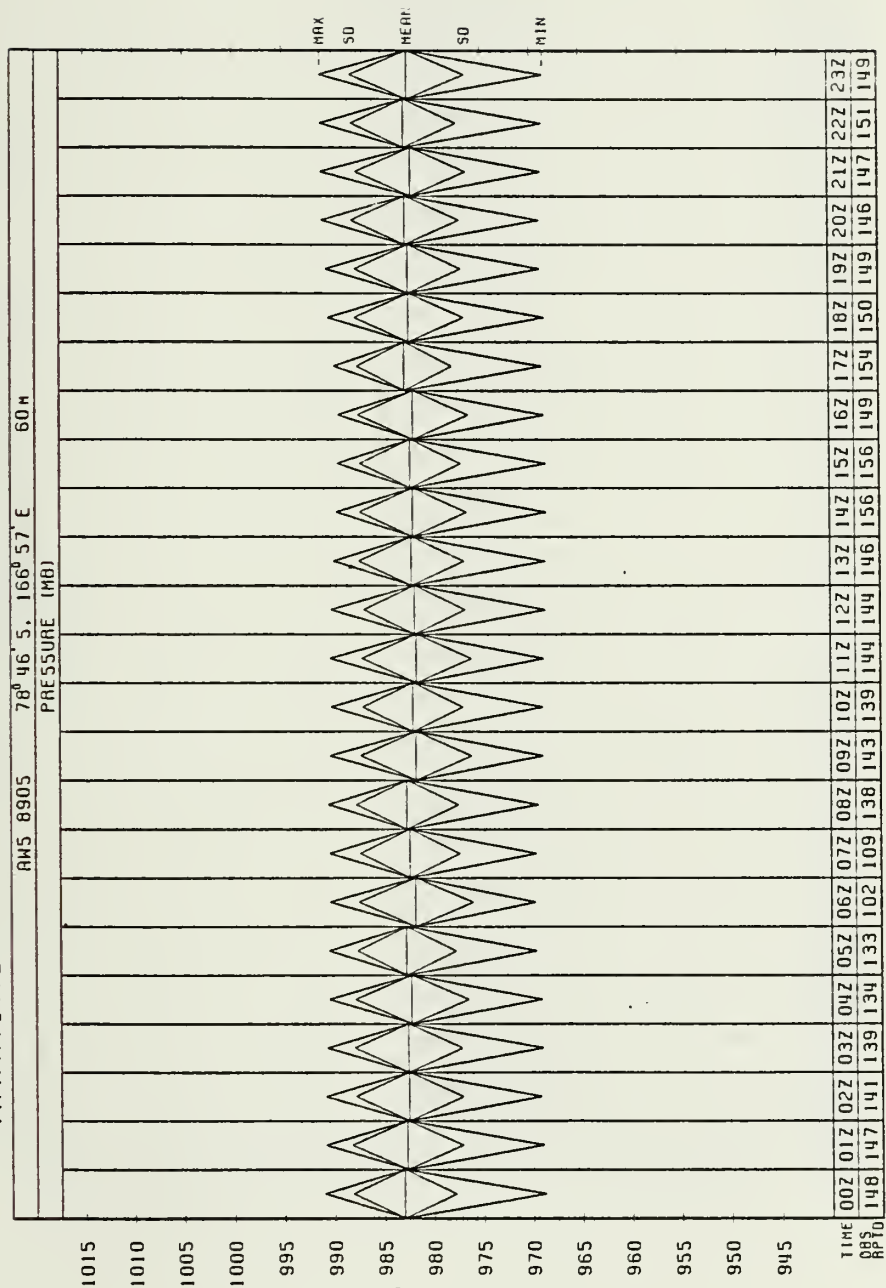 AWS 8905 78° 46' S, 166° 57' E 60 M
PRESSURE (MB)
1015
1010
1005
1000
995
990
985
980
975
970
965
960
955
950
945
MAX
SD
MEAN
SD
MIN
TIME 00Z 01Z 02Z 03Z 04Z 05Z 06Z 07Z 08Z 09Z 10Z 11Z 12Z 13Z 14Z 15Z 16Z 17Z 18Z 19Z 20Z 21Z 22Z 23Z
OBS 148 147 141 139 134 133 102 109 138 143 139 144 144 146 156 156 149 154 150 149 146 147 151 149
RPTD